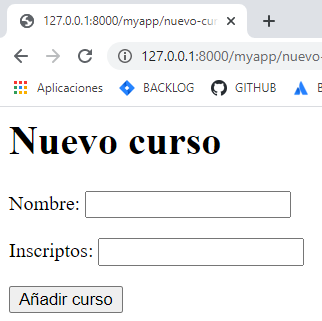 127.0.0.1:8000/myapp/nuevo-cur
127.0.0.1:8000/myapp/nuevo-
Aplicaciones BACKLOG GITHUB B
Nuevo curso
Nombre:
Inscriptos:
Añadir curso